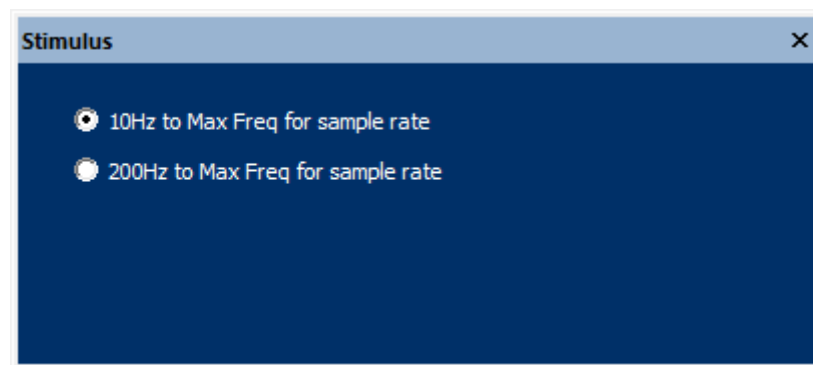 Stimulus
10Hz to Max Freq for sample rate
200Hz to Max Freq for sample rate